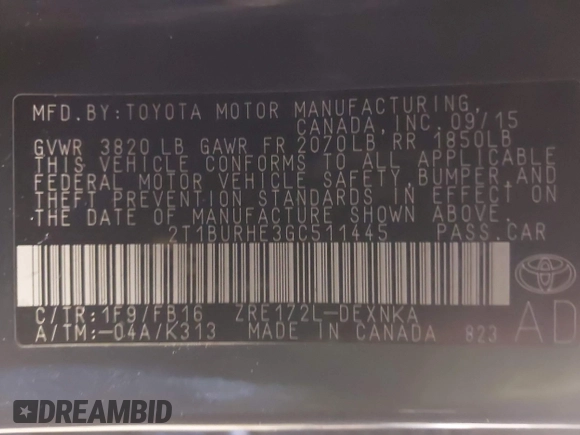 MFD. BY: TOYOTA MOTOR MANUFACTURING,
CANADA, INC. 09/15
GVWR 3820 LB GAWR FR 2070LB RR 1850LB
THIS VEHICLE CONFORMS TO ALL APPLICABLE
FEDERAL MOTOR VEHICLE SAFETY, BUMPER AND
THEFT PREVENTION STANDARDS IN EFFECT ON
THE DATE OF MANUFACTURE SHOWN ABOVE.
2T1BURHE3GC511445 PASS.CAR
C/TR:1F9/FB16 ZRE172L-DEXNKA
A/TM:-04A/K313 MADE IN CANADA 823
AD
DREAMBID